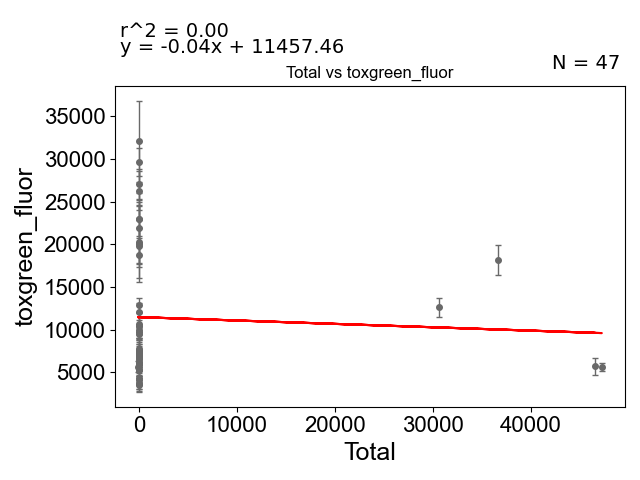 r^2 = 0.00
y = -0.04x + 11457.46
N = 47
Total vs toxgreen_fluor
35000
30000
25000
20000
15000
10000
5000
toxgreen_fluor
0 10000 20000 30000 40000
Total